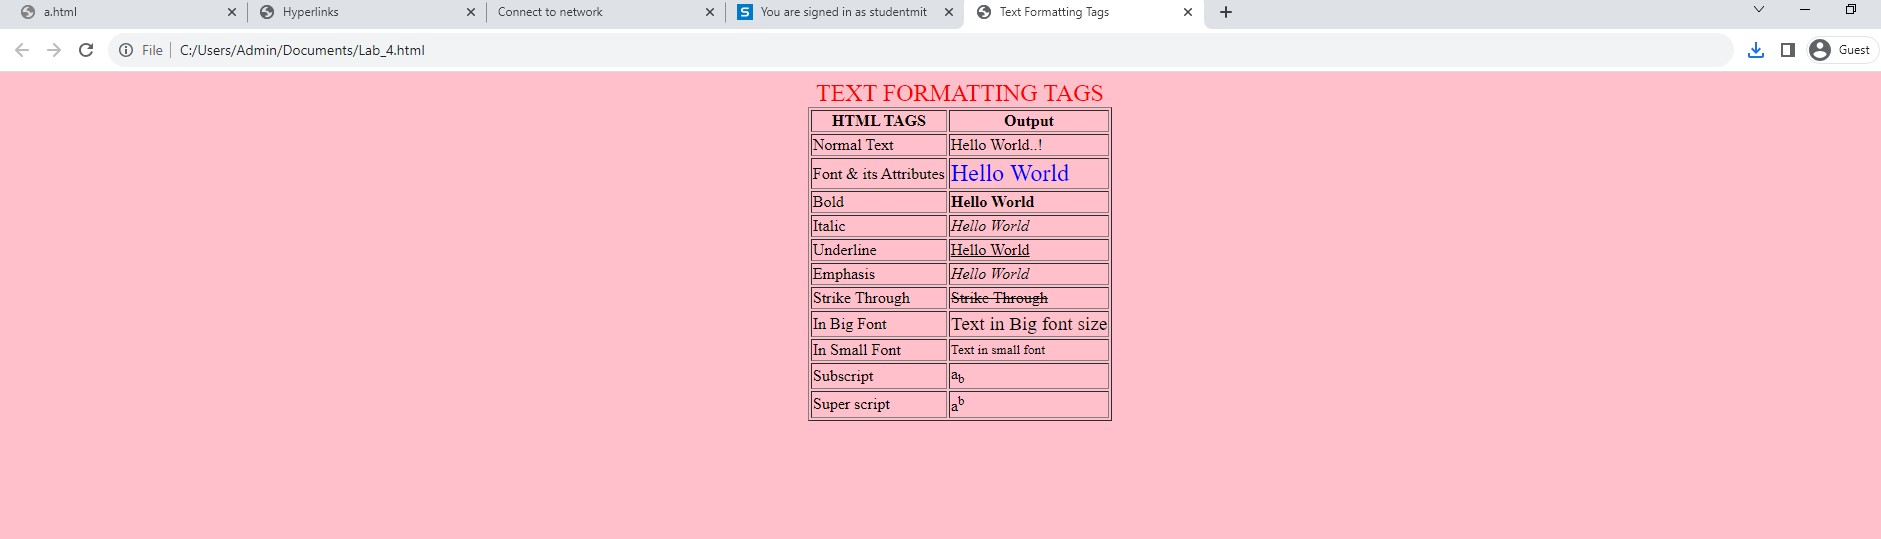 a.html
Hyperlinks
Connect to network
S You are signed in as studentmit
Text Formatting Tags
File C:/Users/Admin/Documents/Lab_4.html
Guest
TEXT FORMATTING TAGS
HTML TAGS Output
Normal Text Hello World..!
Font & its Attributes Hello World
Bold Hello World
Italic Hello World
Underline Hello World
Emphasis Hello World
Strike Through Strike Through
In Big Font Text in Big font size
In Small Font Text in small font
Subscript ab
Super script ab